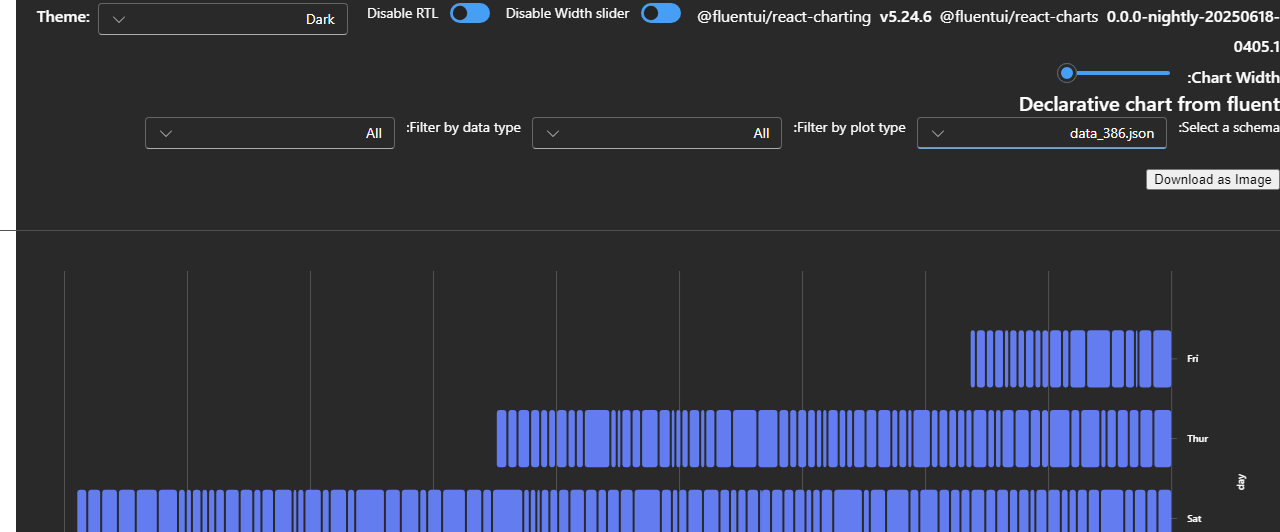 Theme: Dark Disable RTL Disable Width slider @fluentui/react-charting v5.24.6 @fluentui/react-charts 0.0.0-nightly-20250618-
0405.1
:Chart Width
Declarative chart from fluent
:Select a schema data_386.json :Filter by plot type All :Filter by data type All
Download as Image
Fri
Thur
day
Sat